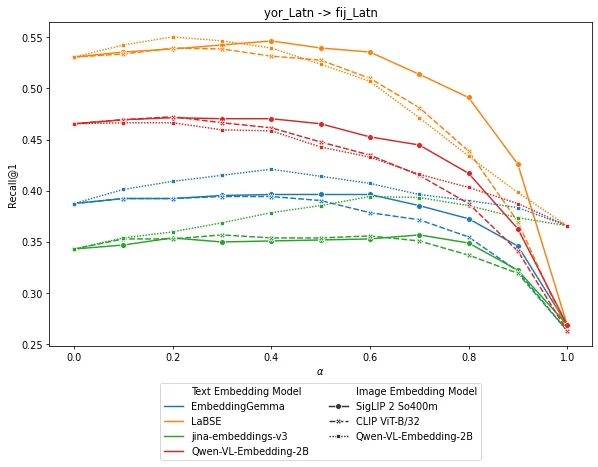 yor_Latn -> fij_Latn
Recall@1
0.55
0.50
0.45
0.40
0.35
0.30
0.25
0.0 0.2 0.4 0.6 0.8 1.0
α
Text Embedding Model Image Embedding Model
EmbeddingGemma SigLIP 2 So400m
LaBSE CLIP ViT-B/32
jina-embeddings-v3 Qwen-VL-Embedding-2B
Qwen-VL-Embedding-2B